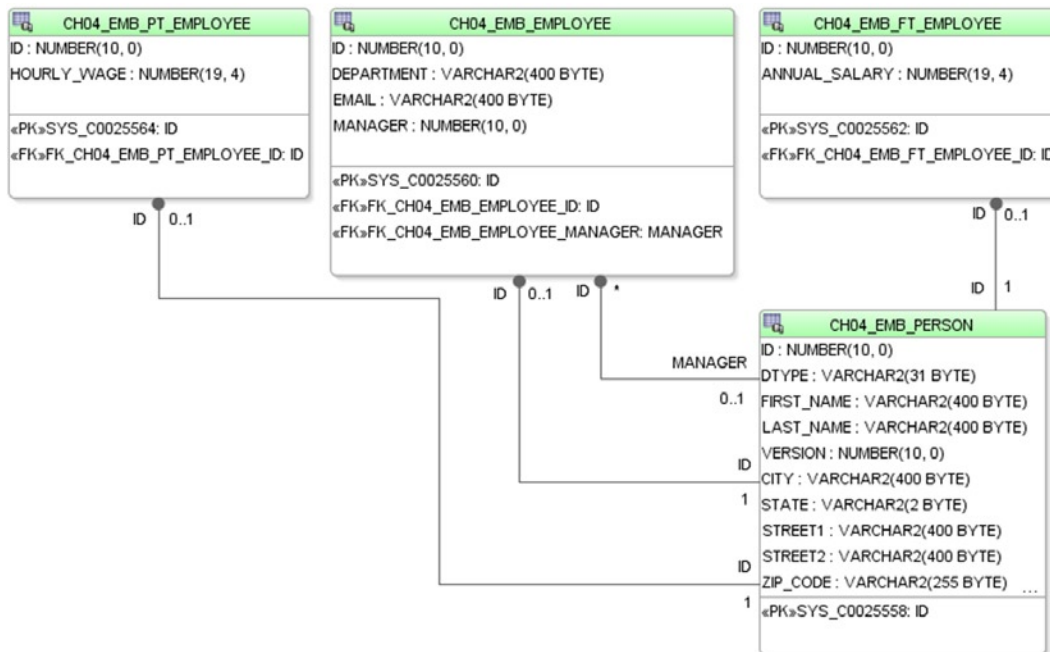 CH04_EMB_PT_EMPLOYEE
ID : NUMBER(10, 0)
HOURLY_WAGE : NUMBER(19, 4)
«PK»SYS_C0025564: ID
«FK»FK_CH04_EMB_PT_EMPLOYEE_ID: ID
CH04_EMB_EMPLOYEE
ID : NUMBER(10, 0)
DEPARTMENT : VARCHAR2(400 BYTE)
EMAIL : VARCHAR2(400 BYTE)
MANAGER : NUMBER(10, 0)
«PK»SYS_C0025560: ID
«FK»FK_CH04_EMB_EMPLOYEE_ID: ID
«FK»FK_CH04_EMB_EMPLOYEE_MANAGER: MANAGER
CH04_EMB_FT_EMPLOYEE
ID : NUMBER(10, 0)
ANNUAL_SALARY : NUMBER(19, 4)
«PK»SYS_C0025562: ID
«FK»FK_CH04_EMB_FT_EMPLOYEE_ID: ID
ID 0..1
ID 0..1
ID *
ID 0..1
ID 1
MANAGER
0..1
ID
1
ID
1
CH04_EMB_PERSON
ID : NUMBER(10, 0)
DTYPE : VARCHAR2(31 BYTE)
FIRST_NAME : VARCHAR2(400 BYTE)
LAST_NAME : VARCHAR2(400 BYTE)
VERSION : NUMBER(10, 0)
CITY : VARCHAR2(400 BYTE)
STATE : VARCHAR2(2 BYTE)
STREET1 : VARCHAR2(400 BYTE)
STREET2 : VARCHAR2(400 BYTE)
ZIP_CODE : VARCHAR2(255 BYTE) ...
«PK»SYS_C0025558: ID